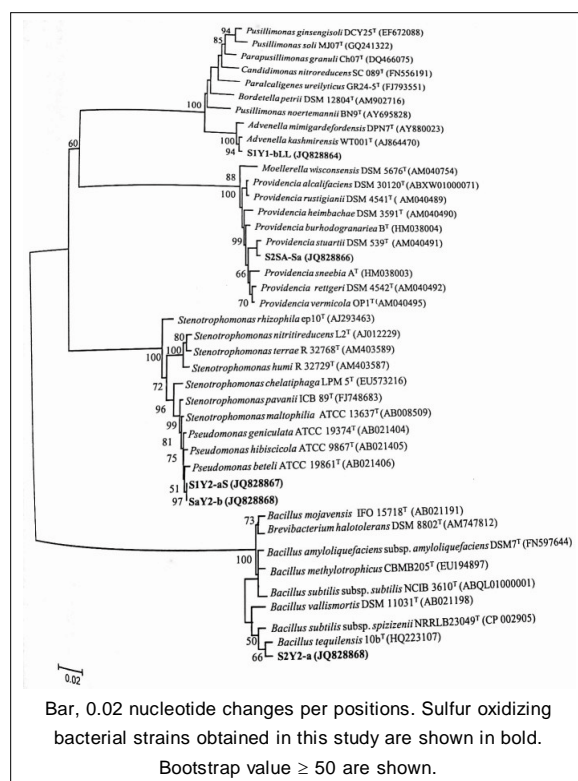 94 Pusillimonas ginsengisoli DCY25ᵀ (EF672088)
85 Pusillimonas soli MJ07ᵀ (GQ241322)
Parapusillimonas granuli Ch07ᵀ (DQ466075)
Candidimonas nitroreducens SC 089ᵀ (FN556191)
Paralcaligenes ureilyticus GR24-5ᵀ (FJ793551)
Bordetella petrii DSM 12804ᵀ (AM902716)
100 Pusillimonas noertemannii BN9ᵀ (AY695828)
Advenella mimigardefordensis DPN7ᵀ (AY880023)
60 100 Advenella kashmirensis WT001ᵀ (AJ864470)
94 S1Y1-bLL (JQ828864)
Moellerella wisconsensis DSM 5676ᵀ (AM040754)
88 Providencia alcalifaciens DSM 30120ᵀ (ABXW01000071)
100 Providencia rustigianii DSM 4541ᵀ (AM040489)
Providencia heimbachae DSM 3591ᵀ (AM040490)
Providencia burhodogranariea Bᵀ (HM038004)
99 Providencia stuartii DSM 539ᵀ (AM040491)
S2SA-Sa (JQ828866)
66 Providencia sneebia Aᵀ (HM038003)
Providencia rettgeri DSM 4542ᵀ (AM040492)
70 Providencia vermicola OP1ᵀ (AM040495)
Stenotrophomonas rhizophila ep10ᵀ (AJ293463)
80 Stenotrophomonas nitritireducens L2ᵀ (AJ012229)
100 100 Stenotrophomonas terrae R 32768ᵀ (AM403589)
Stenotrophomonas humi R 32729ᵀ (AM403587)
72 Stenotrophomonas chelatiphaga LPM 5ᵀ (EU573216)
96 Stenotrophomonas pavanii ICB 89ᵀ (FJ748683)
99 Stenotrophomonas maltophilia ATCC 13637ᵀ (AB008509)
81 Pseudomonas geniculata ATCC 19374ᵀ (AB021404)
75 Pseudomonas hibiscicola ATCC 9867ᵀ (AB021405)
Pseudomonas beteli ATCC 19861ᵀ (AB021406)
51 S1Y2-aS (JQ828867)
97 SaY2-b (JQ828868)
73 Bacillus mojavensis IFO 15718ᵀ (AB021191)
Brevibacterium halotolerans DSM 8802ᵀ (AM747812)
100 Bacillus amyloliquefaciens subsp. amyloliquefaciens DSM7ᵀ (FN597644)
Bacillus methylotrophicus CBMB205ᵀ (EU194897)
Bacillus subtilis subsp. subtilis NCIB 3610ᵀ (ABQL01000001)
Bacillus vallismortis DSM 11031ᵀ (AB021198)
Bacillus subtilis subsp. spizizenii NRRLB23049ᵀ (CP 002905)
50 Bacillus tequilensis 10bᵀ (HQ223107)
66 S2Y2-a (JQ828868)
0.02
Bar, 0.02 nucleotide changes per positions. Sulfur oxidizing
bacterial strains obtained in this study are shown in bold.
Bootstrap value ≥ 50 are shown.